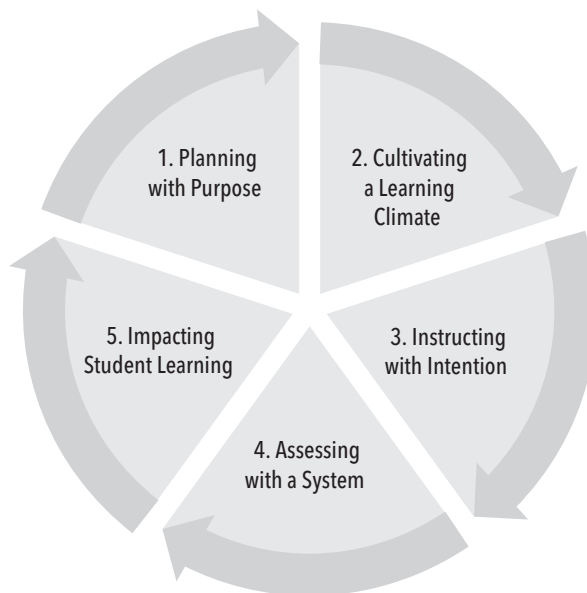 1. Planning
with Purpose
2. Cultivating
a Learning
Climate
3. Instructing
with Intention
4. Assessing
with a System
5. Impacting
Student Learning